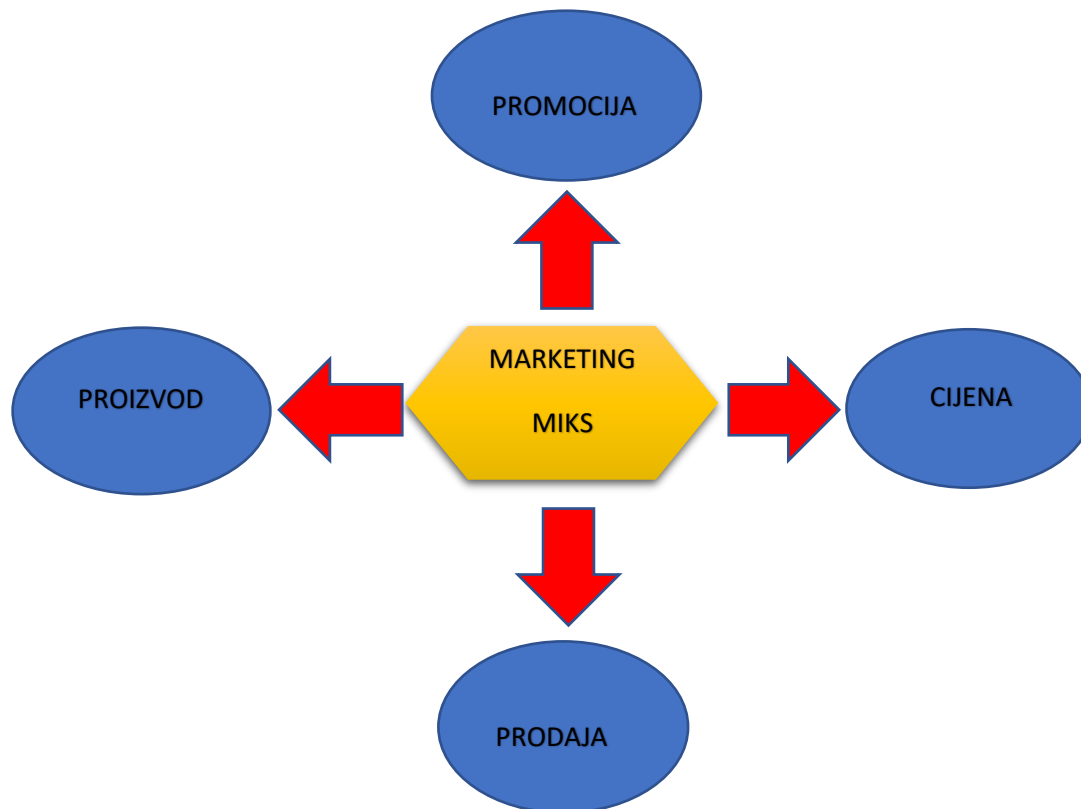 PROMOCIJA
MARKETING
MIKS
PROIZVOD
CIJENA
PRODAJA